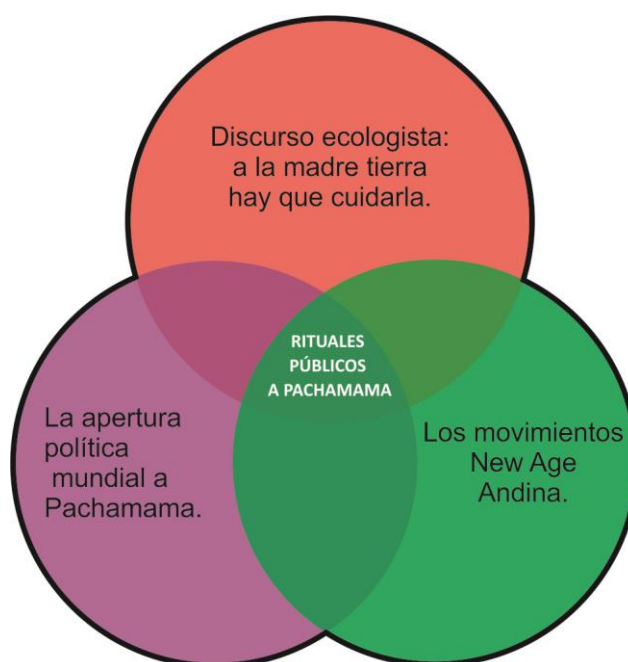 Discurso ecologista:
a la madre tierra
hay que cuidarla.
RITUALES
PÚBLICOS
A PACHAMAMA
La apertura
política
mundial a
Pachamama.
Los movimientos
New Age
Andina.